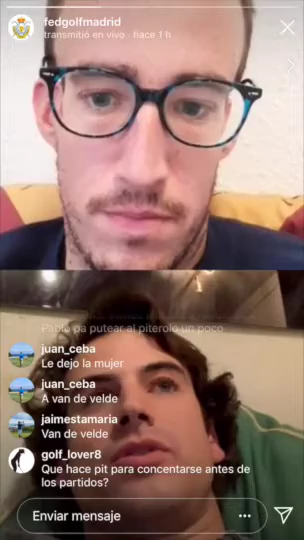 fedgolfmadrid
transmitió en vivo · hace 1 h
Pablo pa putear al piterolo un poco
juan_ceba
Le dejo la mujer
juan_ceba
A van de velde
jaimestamaria
Van de velde
golf_lover8
Que hace pit para concentarse antes de
los partidos?
Enviar mensaje